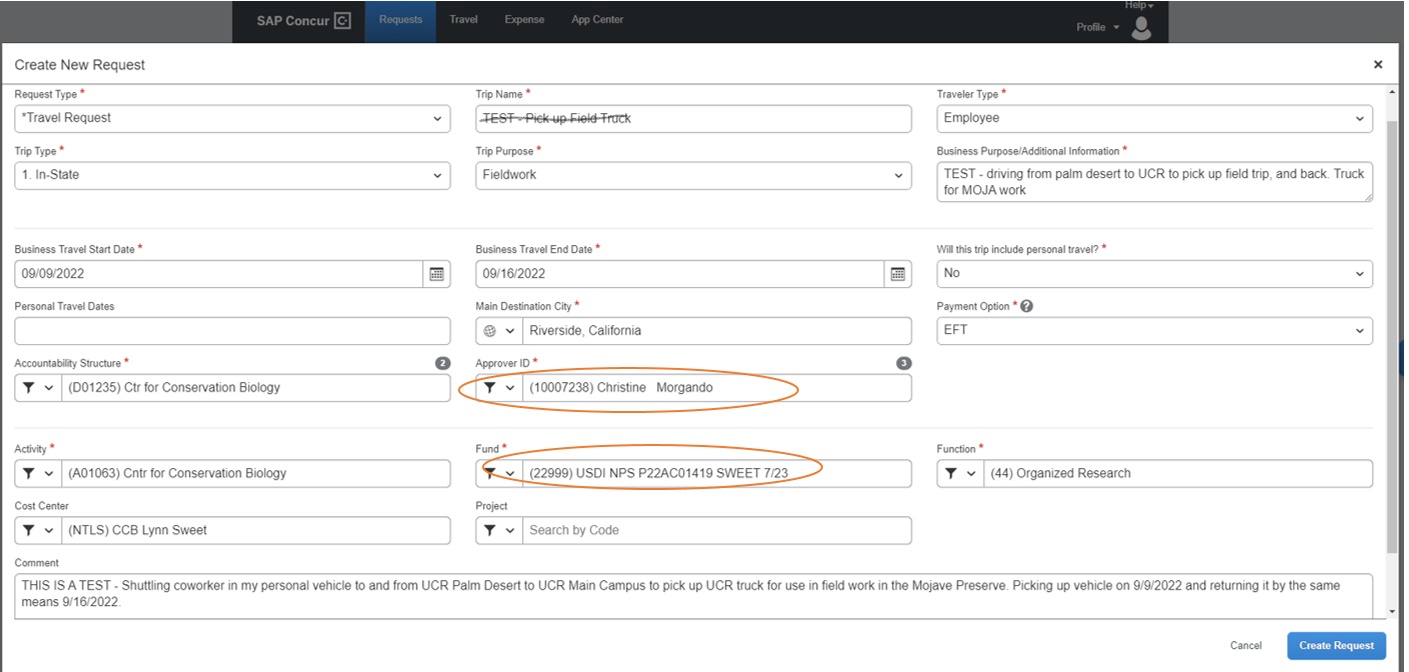 SAP Concur C Requests Travel Expense App Center Help
Profile
Create New Request ×
Request Type * Trip Name * Traveler Type *
*Travel Request TEST - Pick up Field Truck Employee
Trip Type * Trip Purpose * Business Purpose/Additional Information *
1. In-State Fieldwork TEST - driving from palm desert to UCR to pick up field trip, and back. Truck
for MOJA work
Business Travel Start Date * Business Travel End Date * Will this trip include personal travel? *
09/09/2022 09/16/2022 No
Personal Travel Dates Main Destination City * Payment Option * ?
Riverside, California EFT
Accountability Structure * 2 Approver ID * 3
(D01235) Ctr for Conservation Biology (10007238) Christine Morgando
Activity * Fund * Function *
(A01063) Cntr for Conservation Biology (22999) USDI NPS P22AC01419 SWEET 7/23 (44) Organized Research
Cost Center Project
(NTLS) CCB Lynn Sweet Search by Code
Comment
THIS IS A TEST - Shuttling coworker in my personal vehicle to and from UCR Palm Desert to UCR Main Campus to pick up UCR truck for use in field work in the Mojave Preserve. Picking up vehicle on 9/9/2022 and returning it by the same
means 9/16/2022.
Cancel Create Request